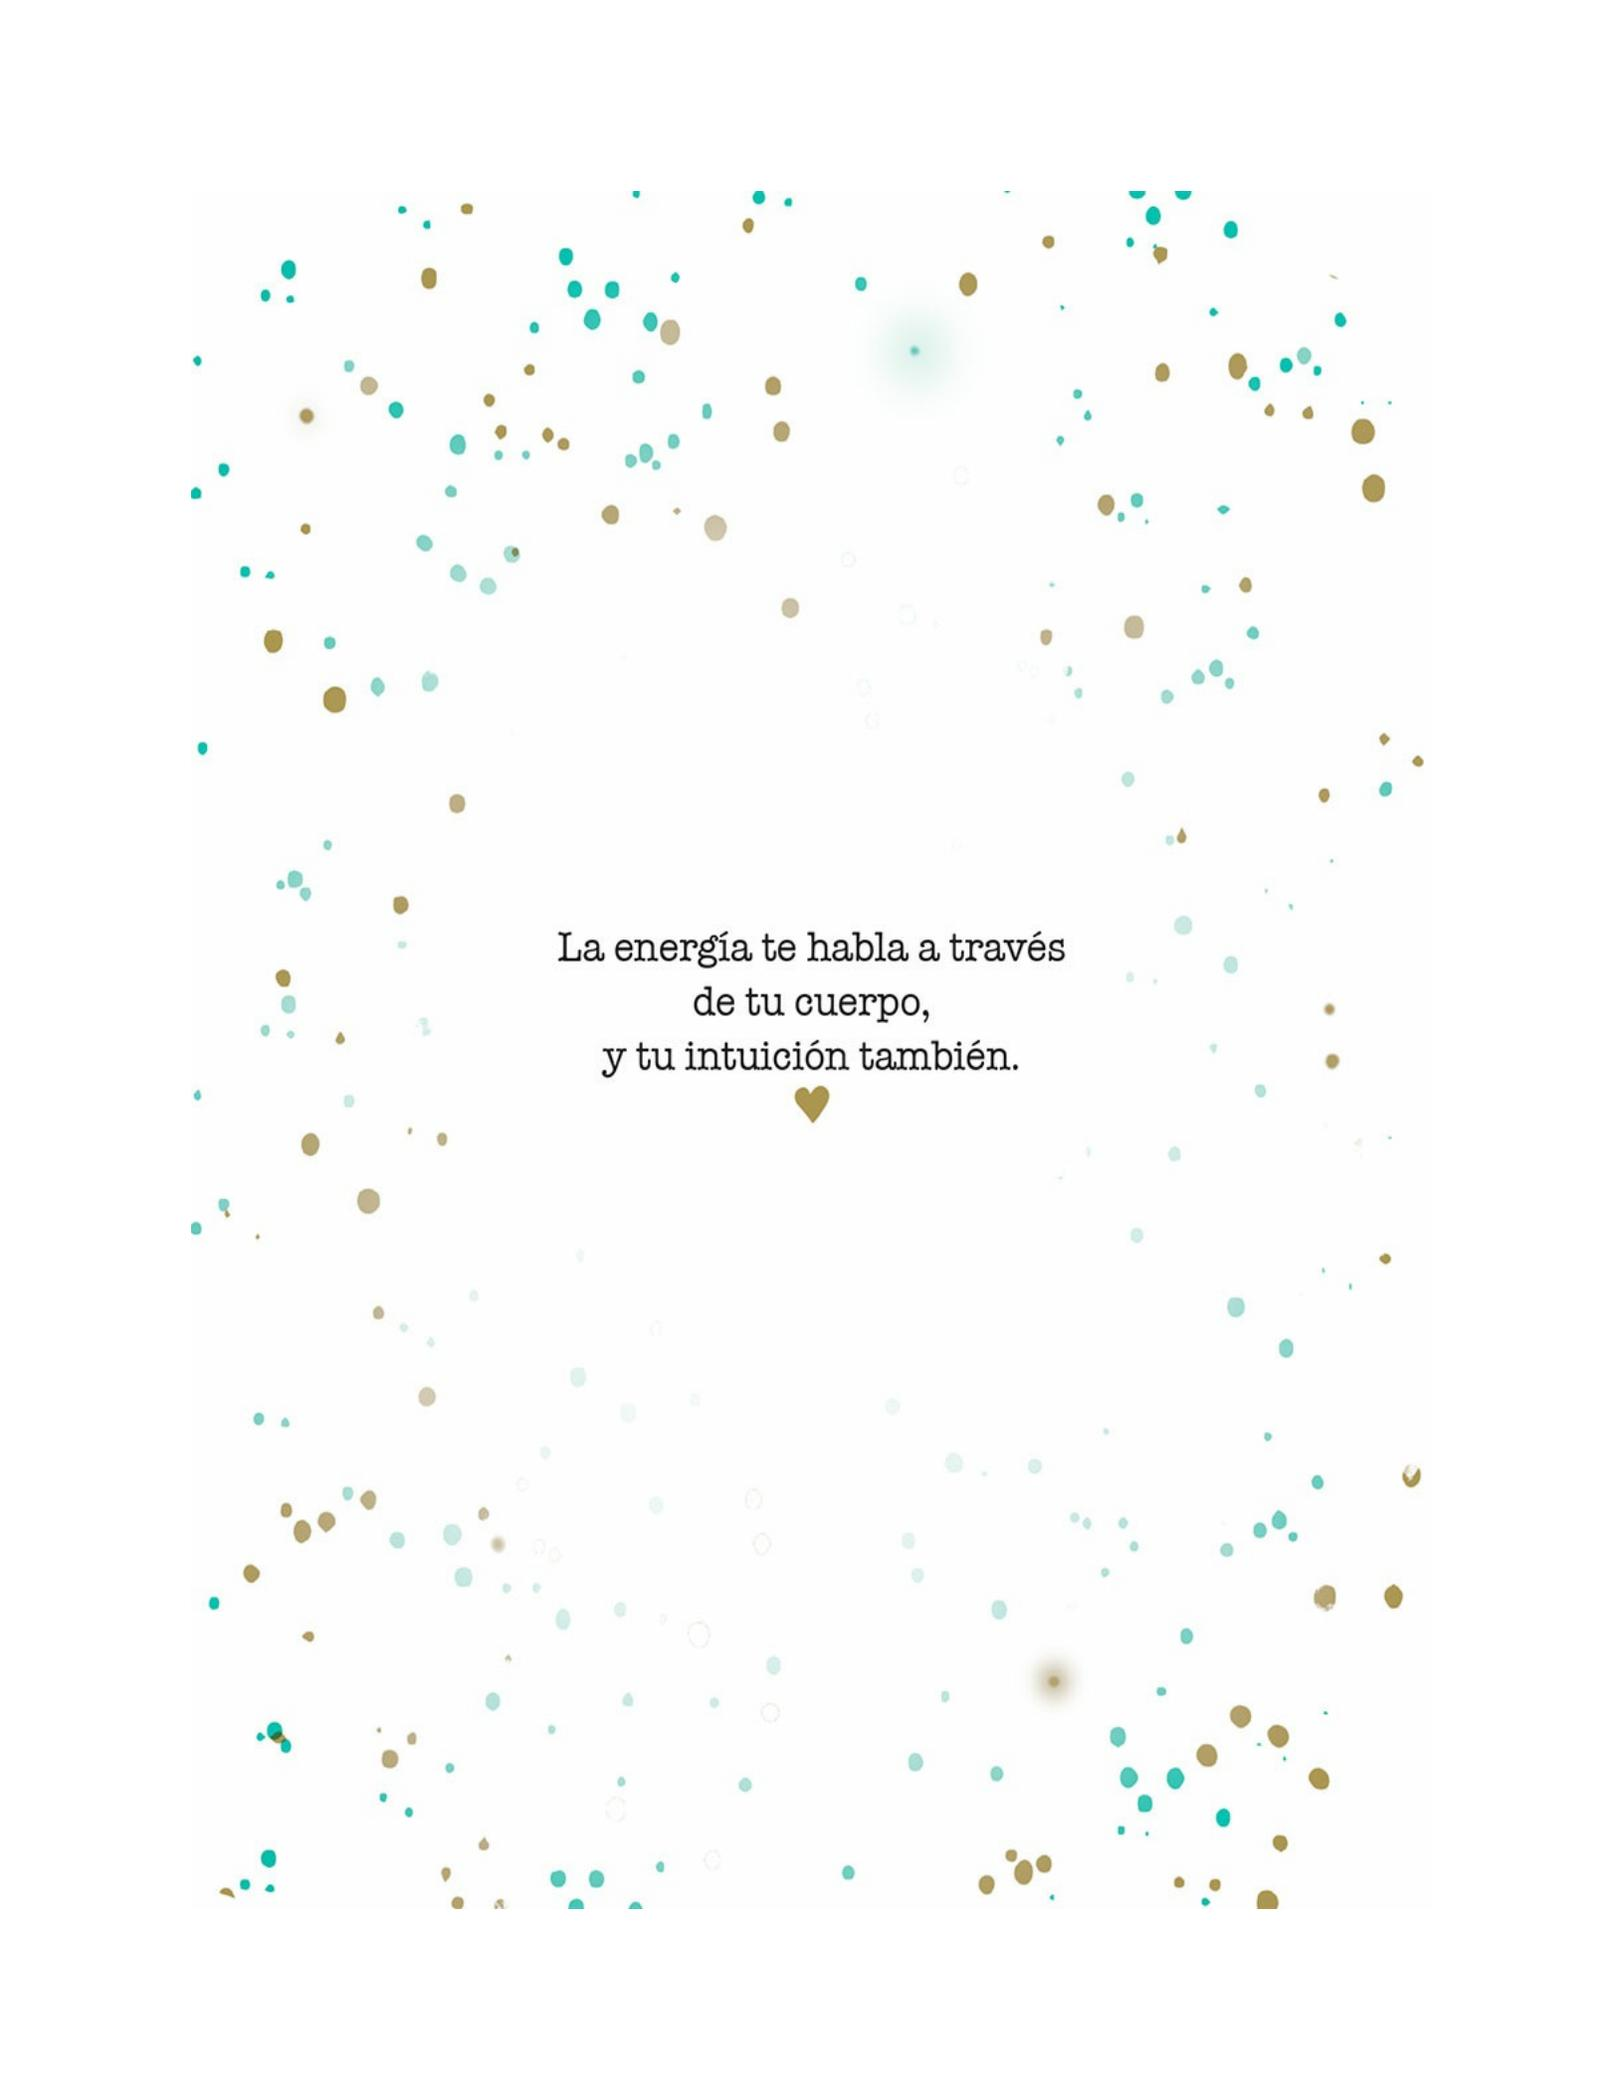 La energía te habla a través
de tu cuerpo,
y tu intuición también.